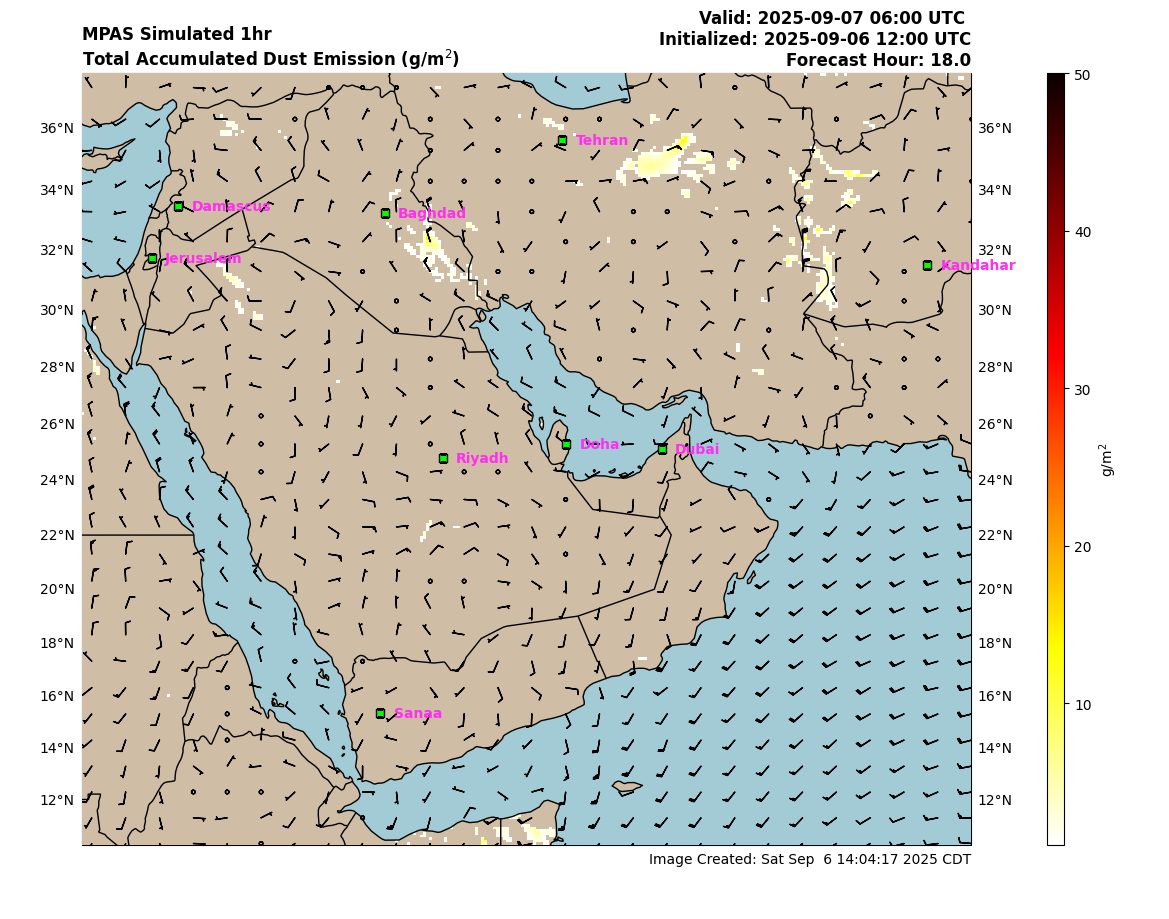 MPAS Simulated 1hr
Total Accumulated Dust Emission (g/m²)
Valid: 2025-09-07 06:00 UTC
Initialized: 2025-09-06 12:00 UTC
Forecast Hour: 18.0
36°N
34°N
32°N
30°N
28°N
26°N
24°N
22°N
20°N
18°N
16°N
14°N
12°N
Tehran
Damascus
Baghdad
Jerusalem
Kandahar
Doha
Dubai
Riyadh
Sanaa
36°N
34°N
32°N
30°N
28°N
26°N
24°N
22°N
20°N
18°N
16°N
14°N
12°N
50
40
30
20
10
g/m²
Image Created: Sat Sep  6 14:04:17 2025 CDT